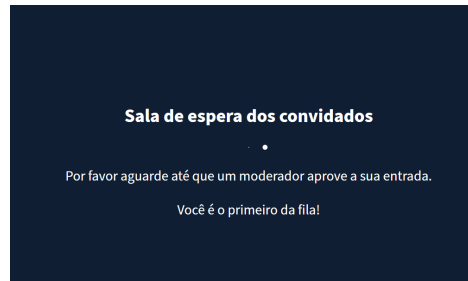 Sala de espera dos convidados
Por favor aguarde até que um moderador aprove a sua entrada.
Você é o primeiro da fila!